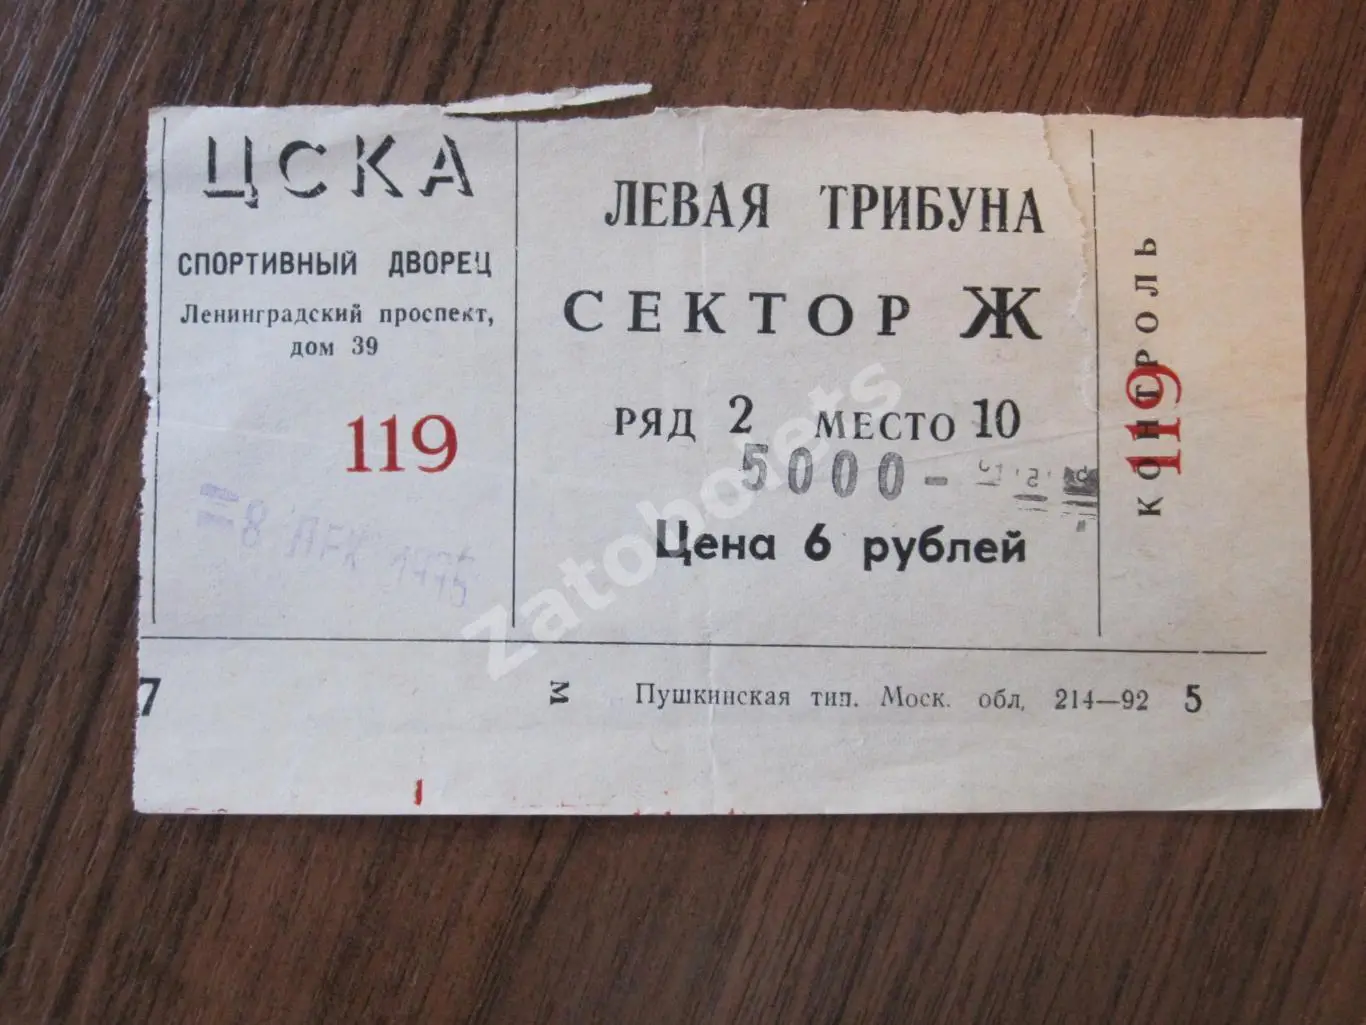 ЦСКА
СПОРТИВНЫЙ ДВОРЕЦ
Ленинградский проспект,
дом 39
119
ЛЕВАЯ ТРИБУНА
СЕКТОР Ж
РЯД 2 МЕСТО 10
5000-
Цена 6 рублей
КОНТРОЛЬ
119
7
М
Пушкинская тип. Моск. обл. 214—92 5
Zatobolets